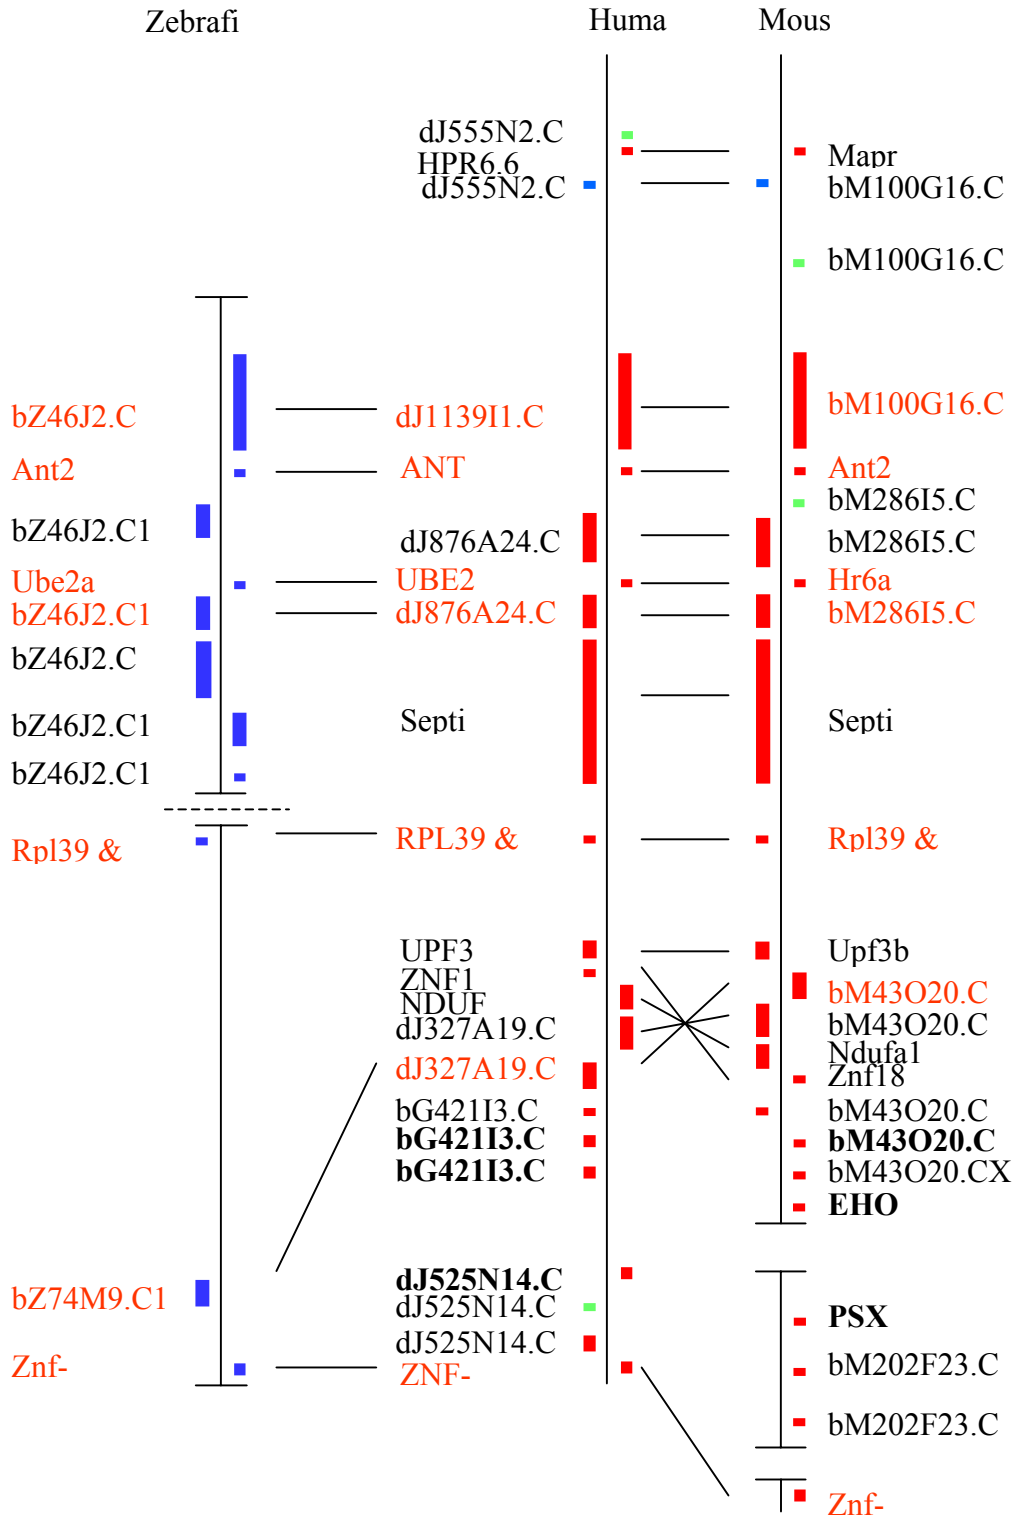 Zebrafi
Huma
Mous
dJ555N2.C
HPR6.6
dJ555N2.C
Mapr
bM100G16.C
bM100G16.C
bZ46J2.C
dJ1139I1.C
bM100G16.C
Ant2
ANT
Ant2
bM286I5.C
bZ46J2.C1
dJ876A24.C
bM286I5.C
Ube2a
UBE2
Hr6a
bZ46J2.C1
dJ876A24.C
bM286I5.C
bZ46J2.C
bZ46J2.C1
Septi
Septi
bZ46J2.C1
Rpl39 &
RPL39 &
Rpl39 &
UPF3
Upf3b
ZNF1
NDUF
bM43O20.C
dJ327A19.C
bM43O20.C
Ndufa1
dJ327A19.C
Znf18
bG421I3.C
bM43O20.C
bG421I3.C
bM43O20.C
bG421I3.C
bM43O20.CX
EHO
dJ525N14.C
bZ74M9.C1
dJ525N14.C
PSX
dJ525N14.C
bM202F23.C
Znf-
ZNF-
bM202F23.C
Znf-